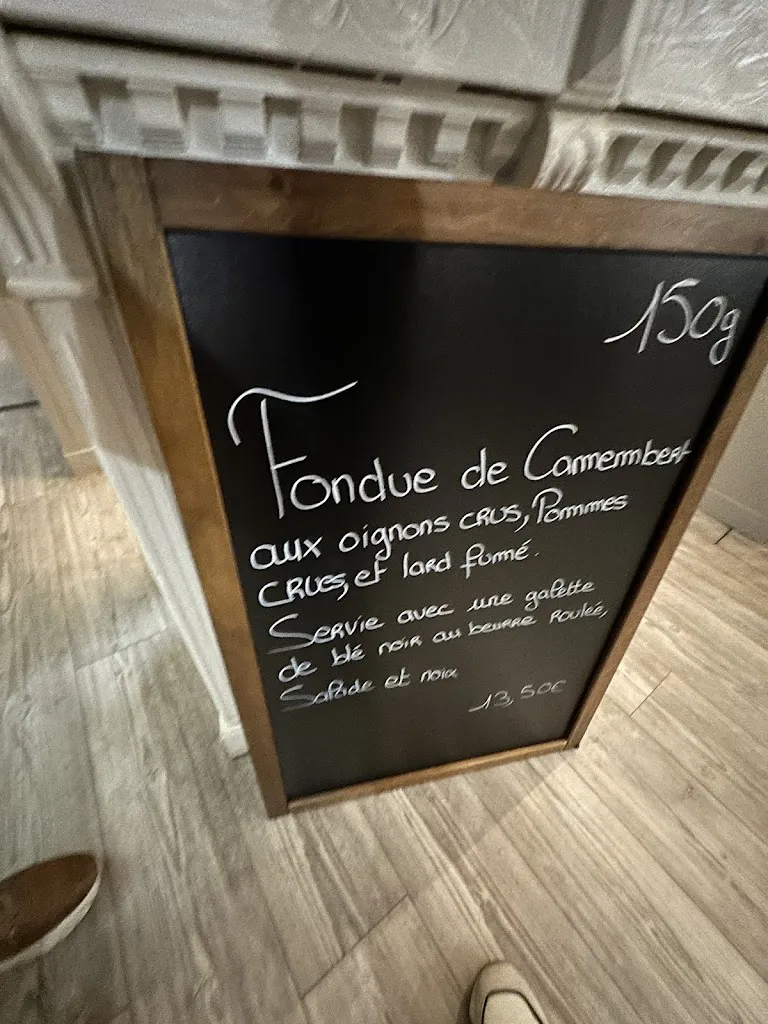 150g
Fondue de Camembert
aux oignons crus, Pommes
crues, et lard fumé.
Servie avec une galette
de blé noir au beurre roulée,
Salade et noix
13,50€